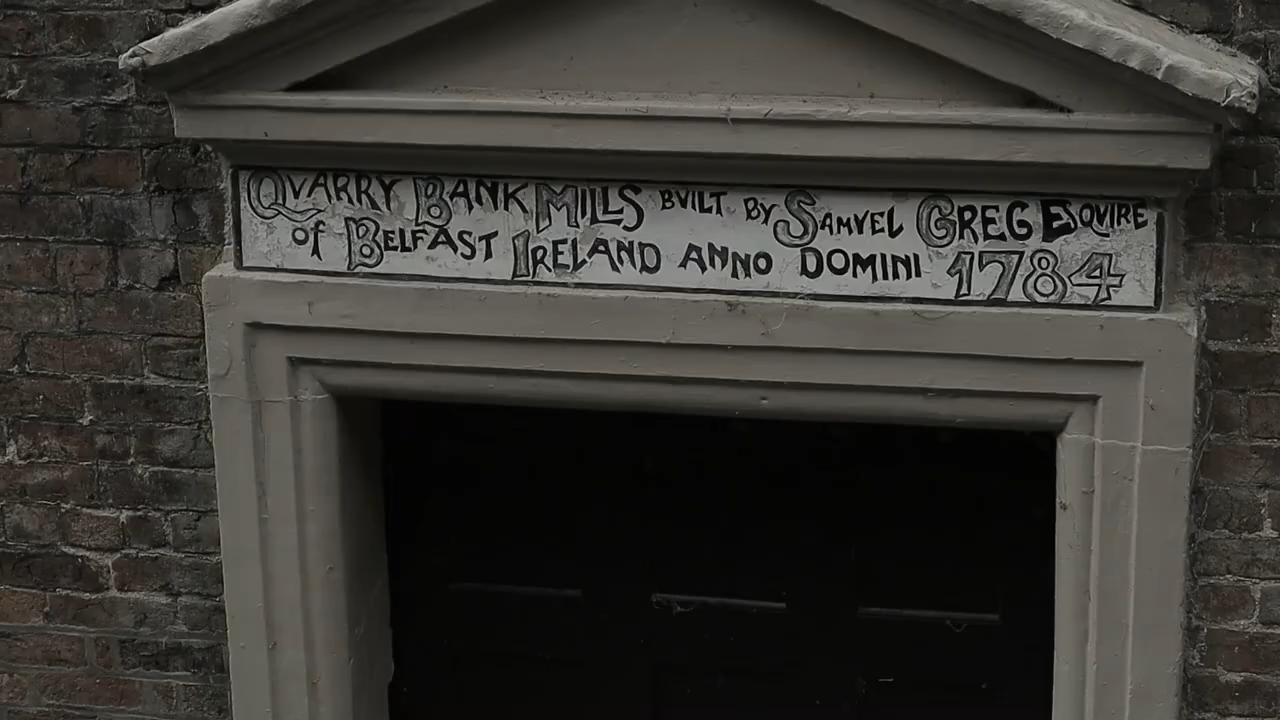 QVARRY BANK MILLS BVILT BY SAMVEL GREG ESQVIRE
of BELFAST IRELAND ANNO DOMINI 1784